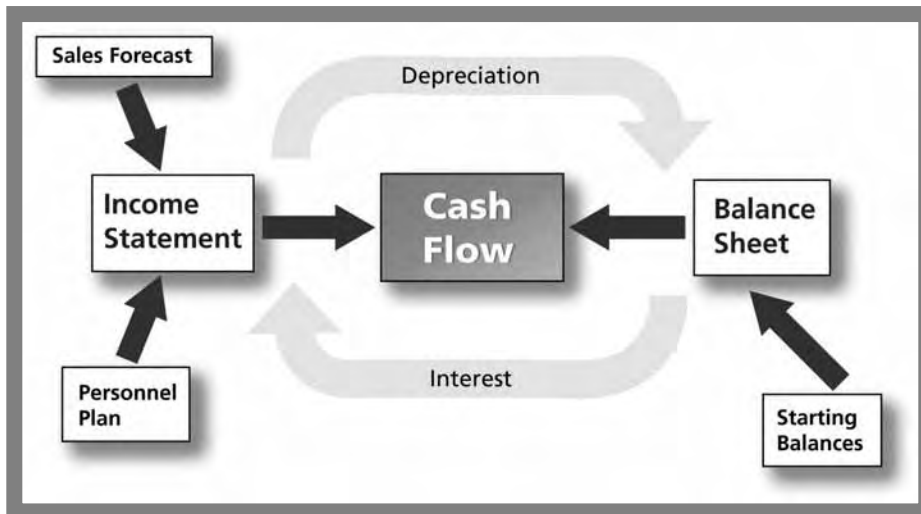 Sales Forecast
Depreciation
Income
Statement
Cash
Flow
Balance
Sheet
Interest
Personnel
Plan
Starting
Balances